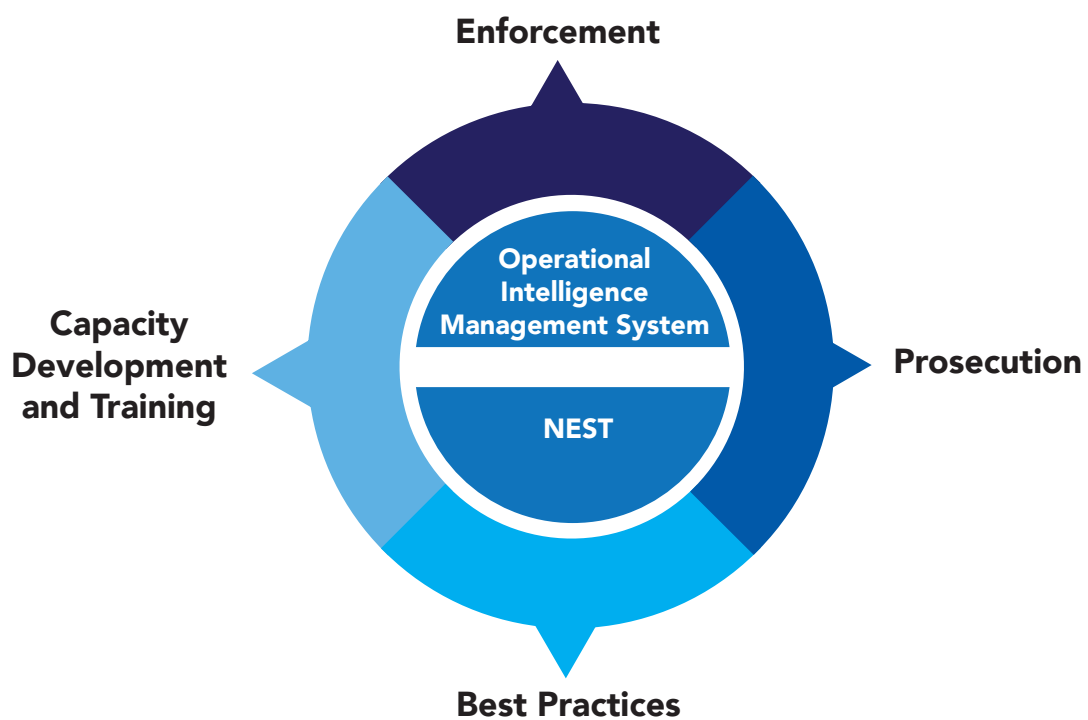 Enforcement
Operational
Intelligence
Management System
Capacity
Development
and Training
Prosecution
NEST
Best Practices